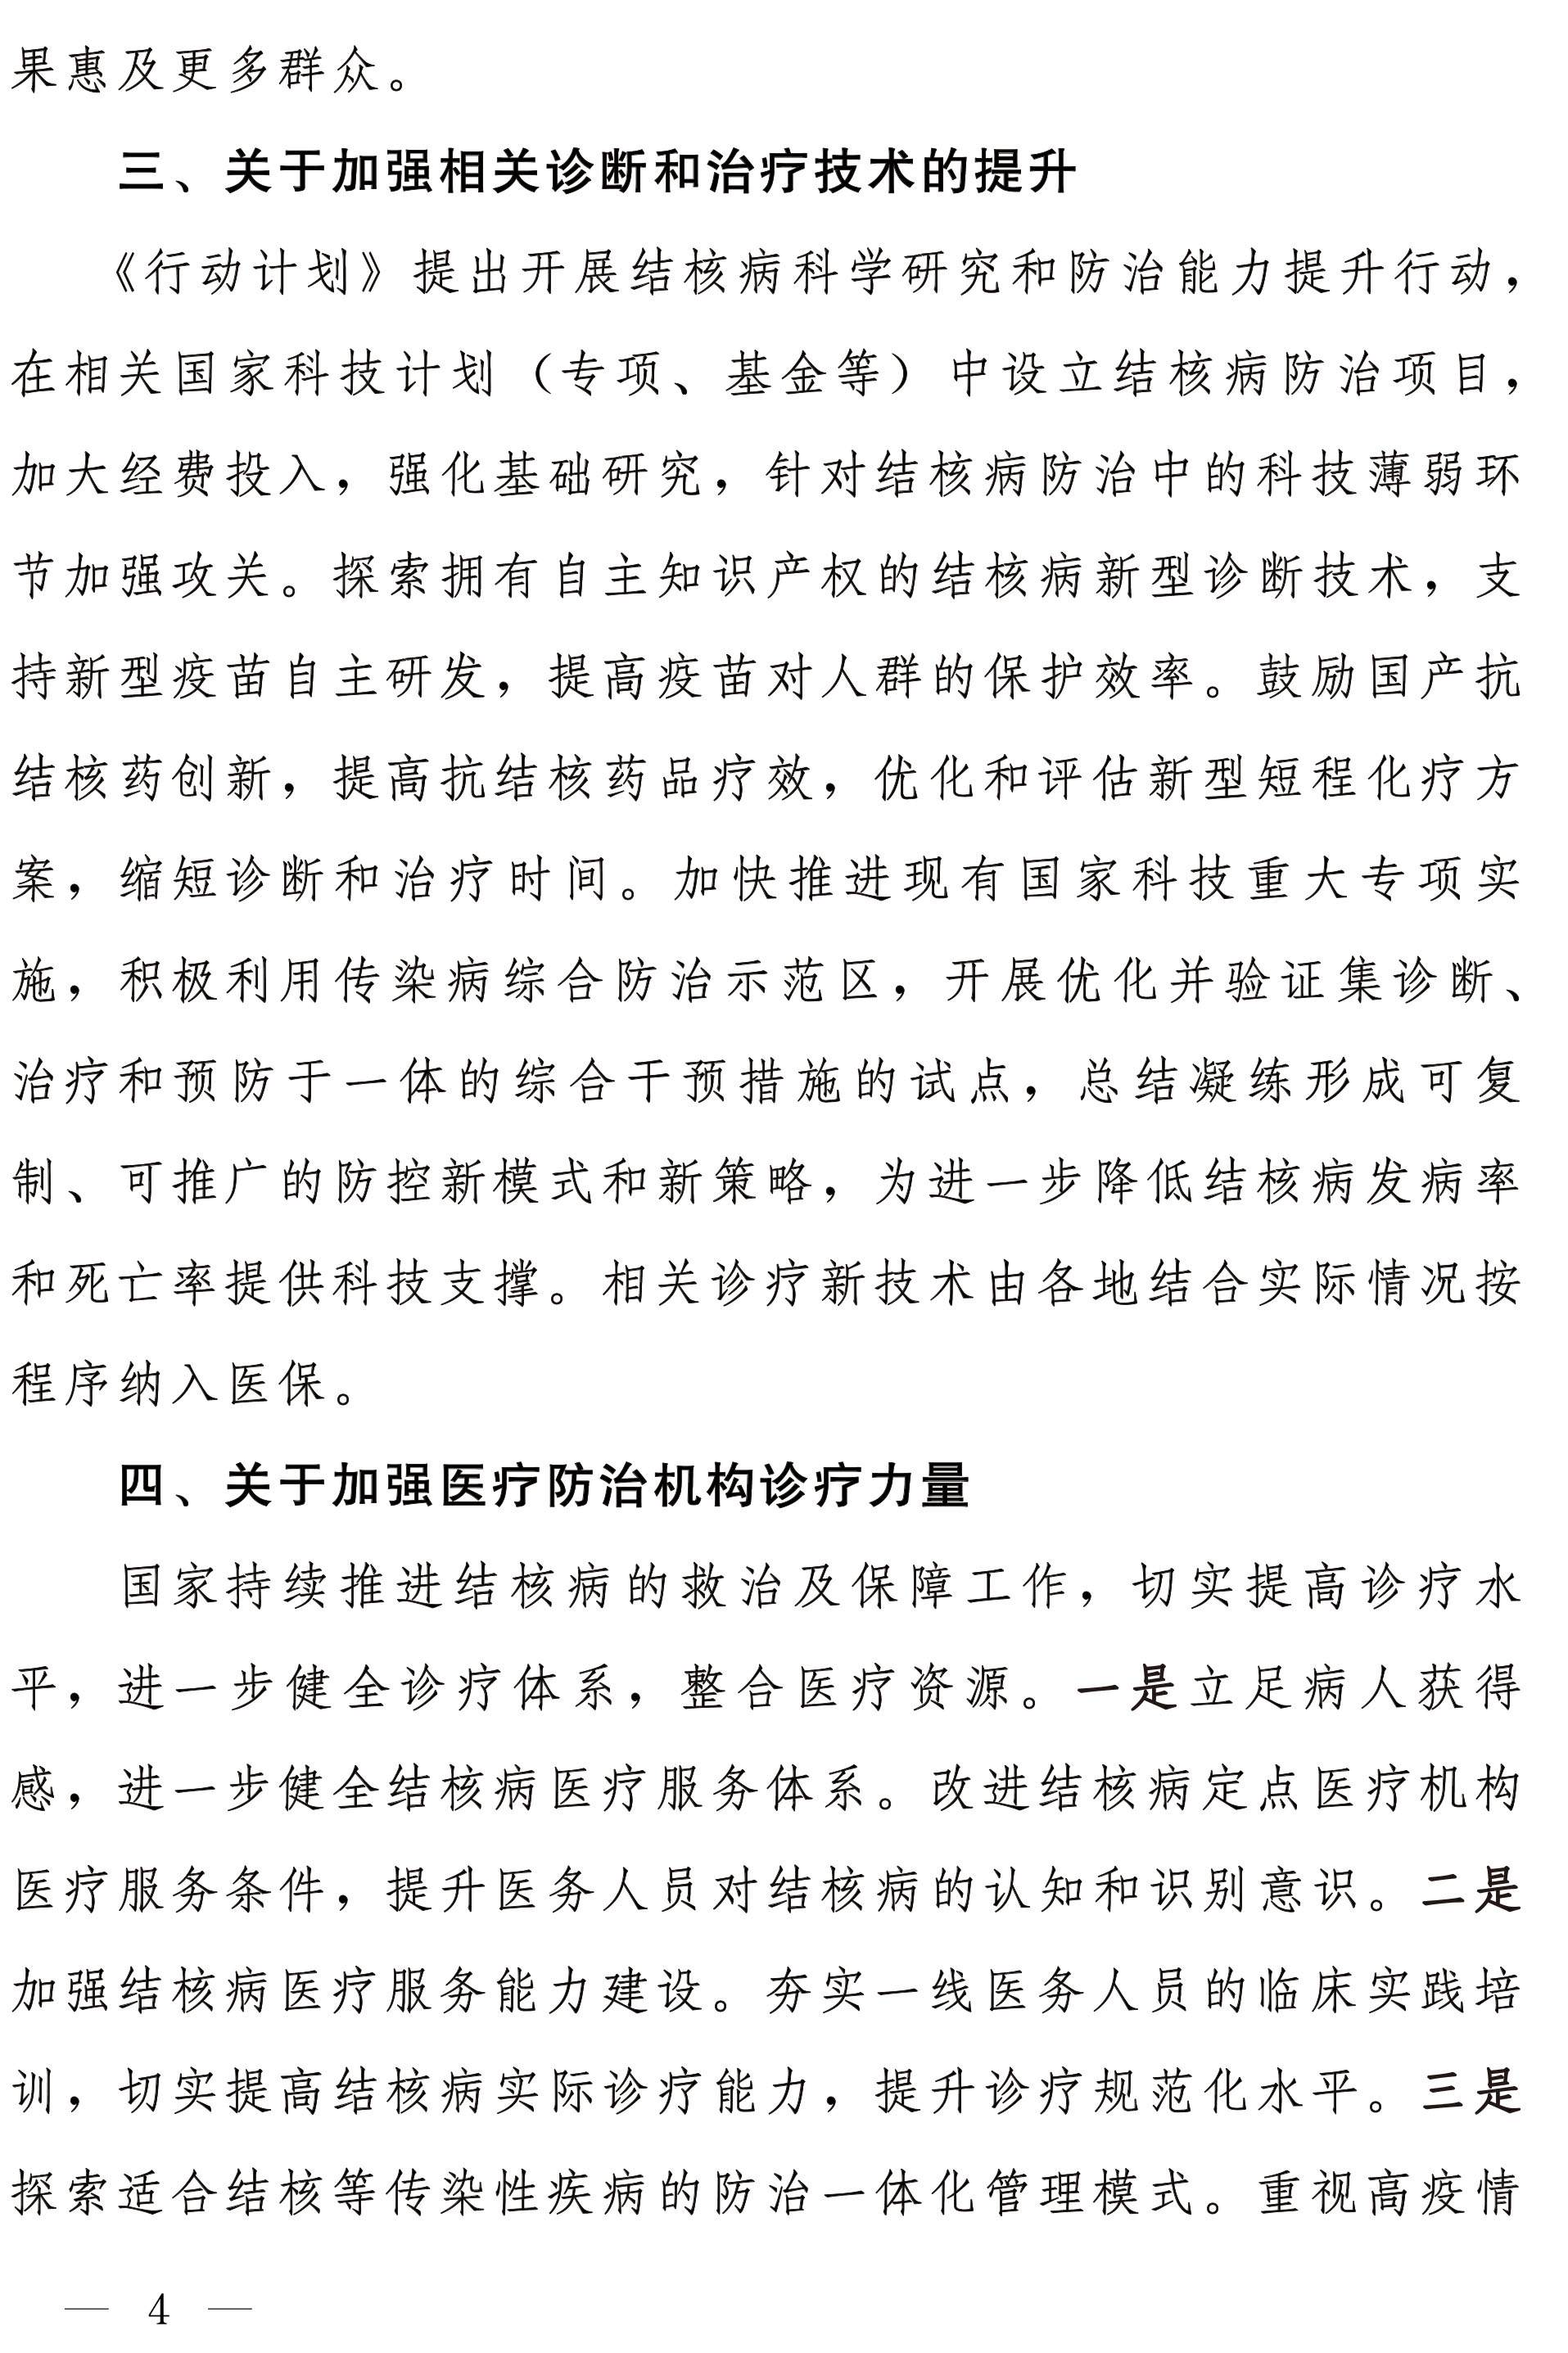 果惠及更多群众。
三、关于加强相关诊断和治疗技术的提升
《行动计划》提出开展结核病科学研究和防治能力提升行动，
在相关国家科技计划（专项、基金等）中设立结核病防治项目，
加大经费投入，强化基础研究，针对结核病防治中的科技薄弱环
节加强攻关。探索拥有自主知识产权的结核病新型诊断技术，支
持新型疫苗自主研发，提高疫苗对人群的保护效率。鼓励国产抗
结核药创新，提高抗结核药品疗效，优化和评估新型短程化疗方
案，缩短诊断和治疗时间。加快推进现有国家科技重大专项实
施，积极利用传染病综合防治示范区，开展优化并验证集诊断、
治疗和预防于一体的综合干预措施的试点，总结凝练形成可复
制、可推广的防控新模式和新策略，为进一步降低结核病发病率
和死亡率提供科技支撑。相关诊疗新技术由各地结合实际情况按
程序纳入医保。
四、关于加强医疗防治机构诊疗力量
国家持续推进结核病的救治及保障工作，切实提高诊疗水
平，进一步健全诊疗体系，整合医疗资源。一是立足病人获得
感，进一步健全结核病医疗服务体系。改进结核病定点医疗机构
医疗服务条件，提升医务人员对结核病的认知和识别意识。二是
加强结核病医疗服务能力建设。夯实一线医务人员的临床实践培
训，切实提高结核病实际诊疗能力，提升诊疗规范化水平。三是
探索适合结核等传染性疾病的防治一体化管理模式。重视高疫情
— 4 —